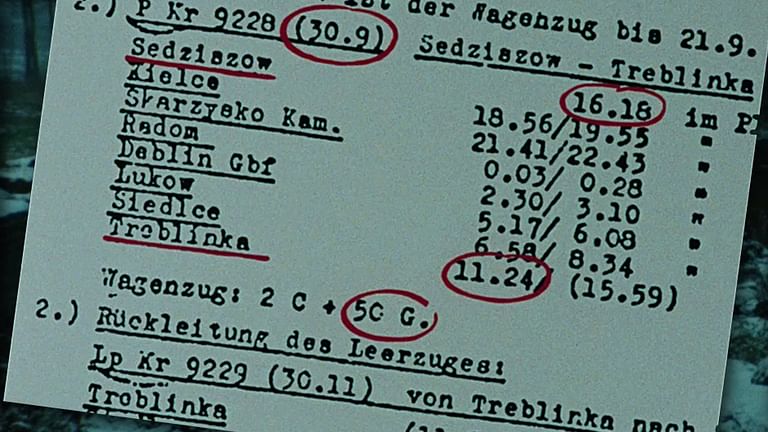 2.) P Kr 9228 (30.9) Sedziszow - Treblinka
ist der Wagenzug bis 21.9.
Sedziszow 16.18 im Pl
Kielce 18.56/19.55 "
Skarzysko Kam. 21.41/22.43 "
Radom 0.03/ 0.28 "
Deblin Gbf 2.30/ 3.10 "
Lukow 5.17/ 6.08 "
Siedlce 6.58/ 8.34 "
Treblinka 11.24/ (15.59)
Wagenzug: 2 C + 50 G.
2.) Rückleitung des Leerzuges:
Lp Kr 9229 (30.11) von Treblinka nach
Treblinka